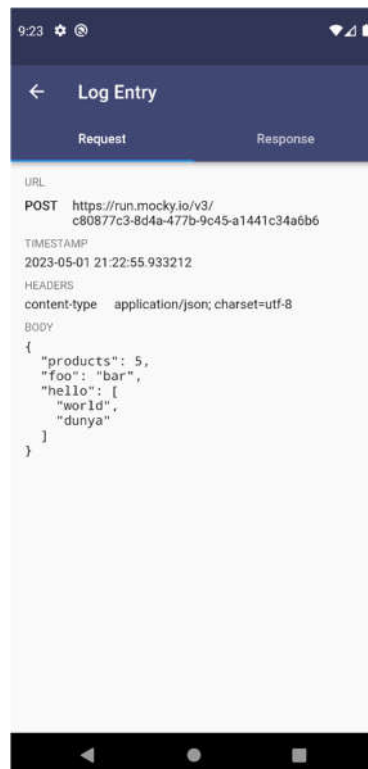 9:23
Log Entry
Request Response
URL
POST https://run.mocky.io/v3/
c80877c3-8d4a-477b-9c45-a1441c34a6b6
TIMESTAMP
2023-05-01 21:22:55.933212
HEADERS
content-type application/json; charset=utf-8
BODY
{
"products": 5,
"foo": "bar",
"hello": [
"world",
"dunya"
]
}